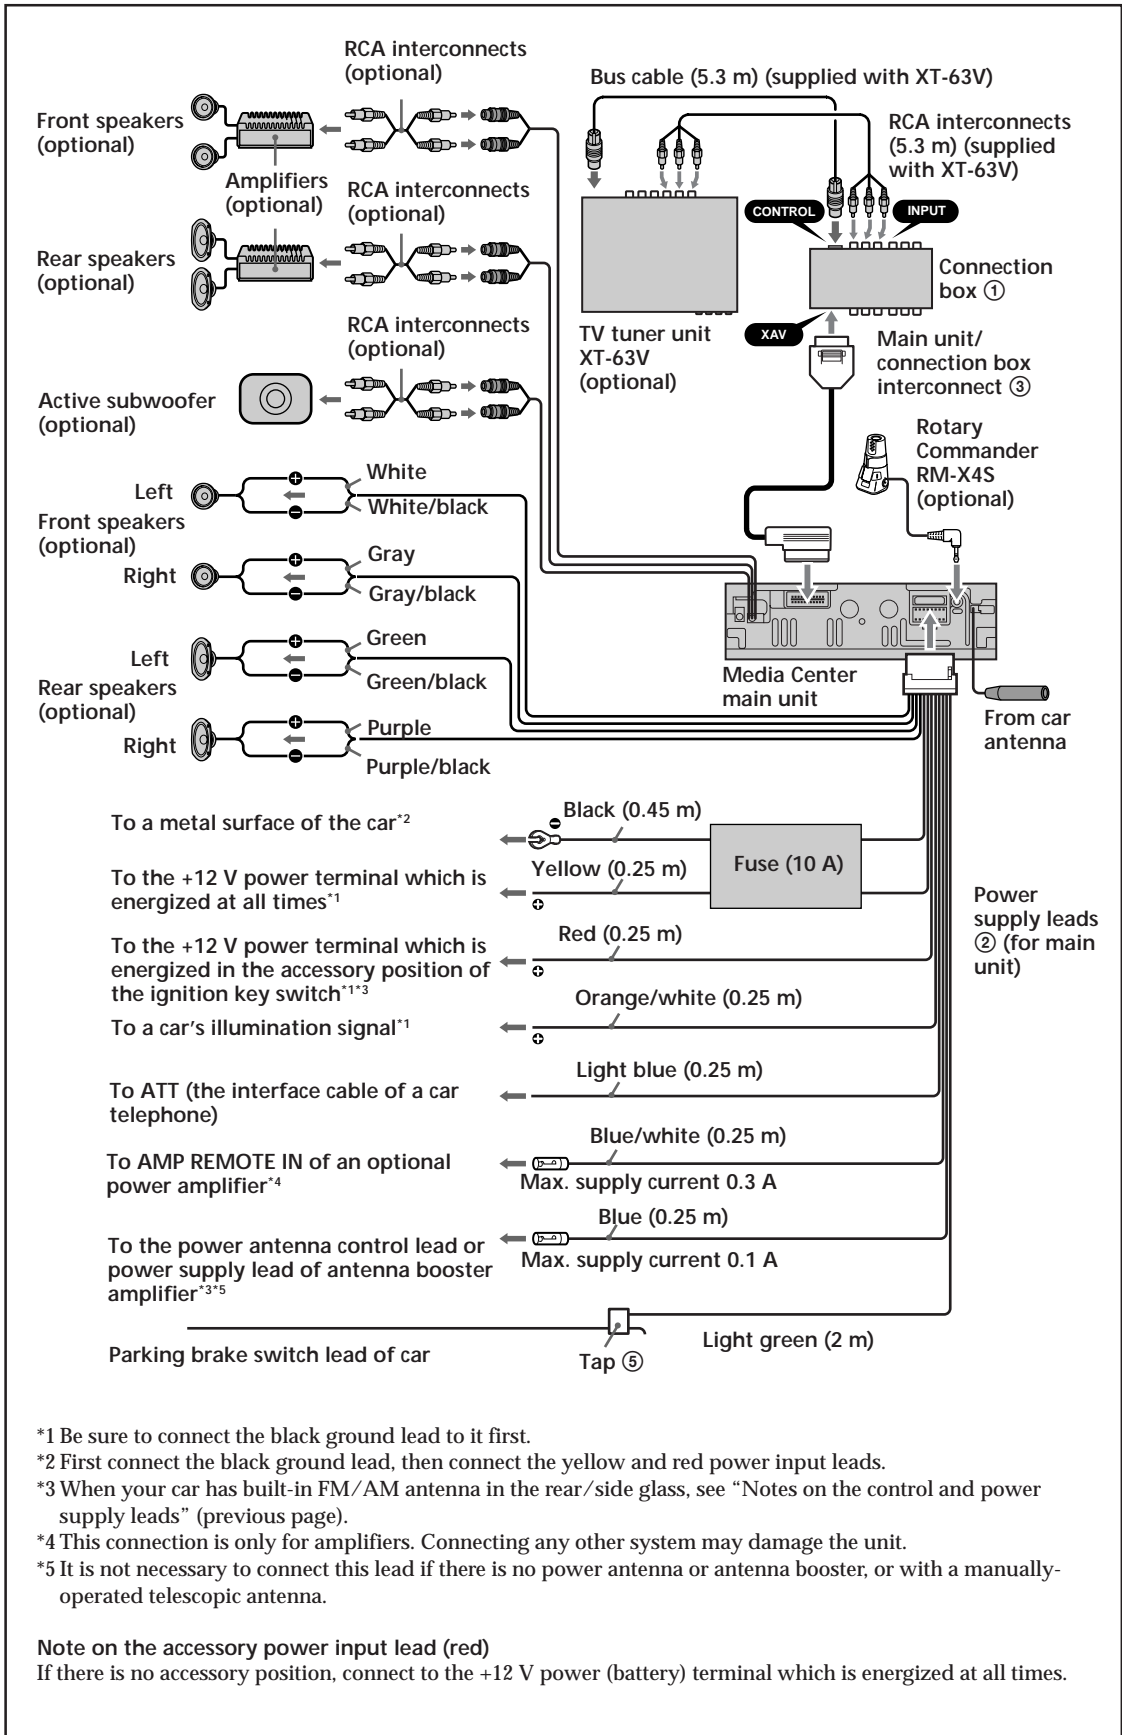 RCA interconnects
(optional)
Bus cable (5.3 m) (supplied with XT-63V)
Front speakers
(optional)
RCA interconnects
(5.3 m) (supplied
with XT-63V)
Amplifiers
(optional)
RCA interconnects
(optional)
CONTROL
INPUT
Rear speakers
(optional)
Connection
box ①
RCA interconnects
(optional)
TV tuner unit
XT-63V
(optional)
XAV
Main unit/
connection box
interconnect ③
Active subwoofer
(optional)
Rotary
Commander
RM-X4S
(optional)
Left
White
White/black
Front speakers
(optional)
Right
Gray
Gray/black
Left
Green
Green/black
Rear speakers
(optional)
Right
Purple
Purple/black
Media Center
main unit
From car
antenna
To a metal surface of the car*2
Black (0.45 m)
Fuse (10 A)
To the +12 V power terminal which is
energized at all times*1
Yellow (0.25 m)
Power
supply leads
② (for main
unit)
To the +12 V power terminal which is
energized in the accessory position of
the ignition key switch*1*3
Red (0.25 m)
To a car's illumination signal*1
Orange/white (0.25 m)
To ATT (the interface cable of a car
telephone)
Light blue (0.25 m)
To AMP REMOTE IN of an optional
power amplifier*4
Blue/white (0.25 m)
Max. supply current 0.3 A
To the power antenna control lead or
power supply lead of antenna booster
amplifier*3*5
Blue (0.25 m)
Max. supply current 0.1 A
Parking brake switch lead of car
Tap ⑤
Light green (2 m)
*1 Be sure to connect the black ground lead to it first.
*2 First connect the black ground lead, then connect the yellow and red power input leads.
*3 When your car has built-in FM/AM antenna in the rear/side glass, see “Notes on the control and power
supply leads” (previous page).
*4 This connection is only for amplifiers. Connecting any other system may damage the unit.
*5 It is not necessary to connect this lead if there is no power antenna or antenna booster, or with a manually-
operated telescopic antenna.
Note on the accessory power input lead (red)
If there is no accessory position, connect to the +12 V power (battery) terminal which is energized at all times.